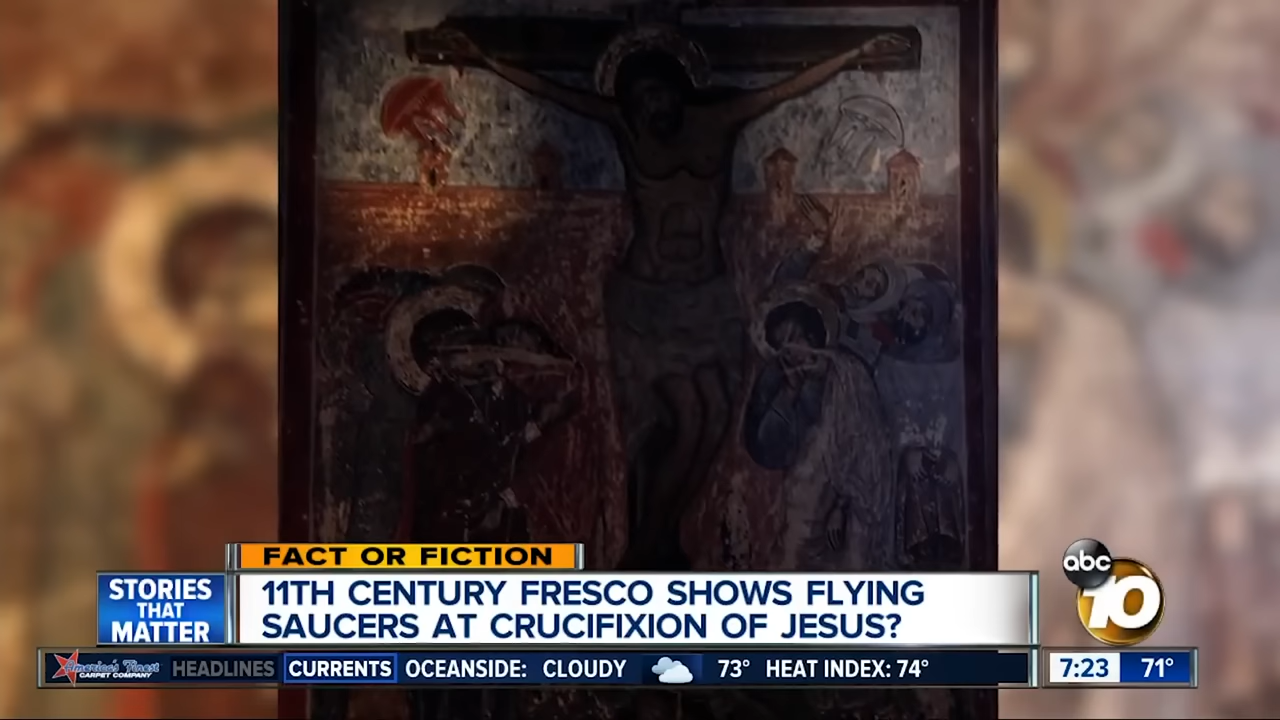 FACT OR FICTION
STORIES
THAT
MATTER
11TH CENTURY FRESCO SHOWS FLYING
SAUCERS AT CRUCIFIXION OF JESUS?
abc
10
America's Finest
CARPET COMPANY
HEADLINES
CURRENTS
OCEANSIDE: CLOUDY 73° HEAT INDEX: 74°
7:23
71°